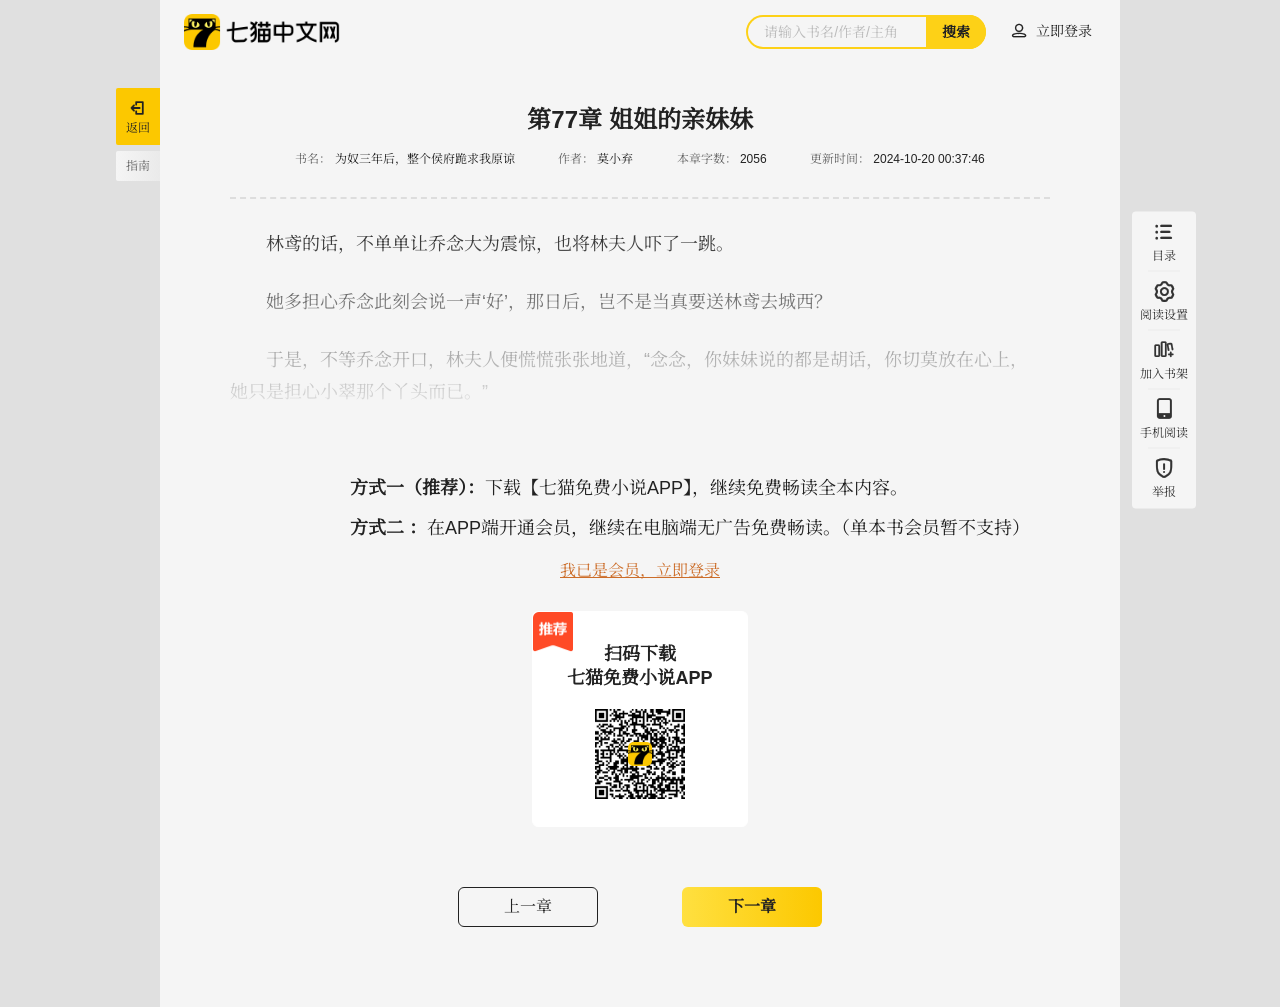 七猫中文网
请输入书名/作者/主角
搜索
立即登录
返回
指南
第77章 姐姐的亲妹妹
书名： 为奴三年后，整个侯府跪求我原谅 作者： 莫小弃 本章字数： 2056 更新时间： 2024-10-20 00:37:46
林鸢的话，不单单让乔念大为震惊，也将林夫人吓了一跳。
她多担心乔念此刻会说一声‘好’，那日后，岂不是当真要送林鸢去城西？
于是，不等乔念开口，林夫人便慌慌张张地道，“念念，你妹妹说的都是胡话，你切莫放在心上，
她只是担心小翠那个丫头而已。”
目录
阅读设置
加入书架
手机阅读
举报
方式一（推荐）：下载【七猫免费小说APP】，继续免费畅读全本内容。
方式二 ：在APP端开通会员，继续在电脑端无广告免费畅读。（单本书会员暂不支持）
我已是会员，立即登录
推荐
扫码下载
七猫免费小说APP
上一章
下一章